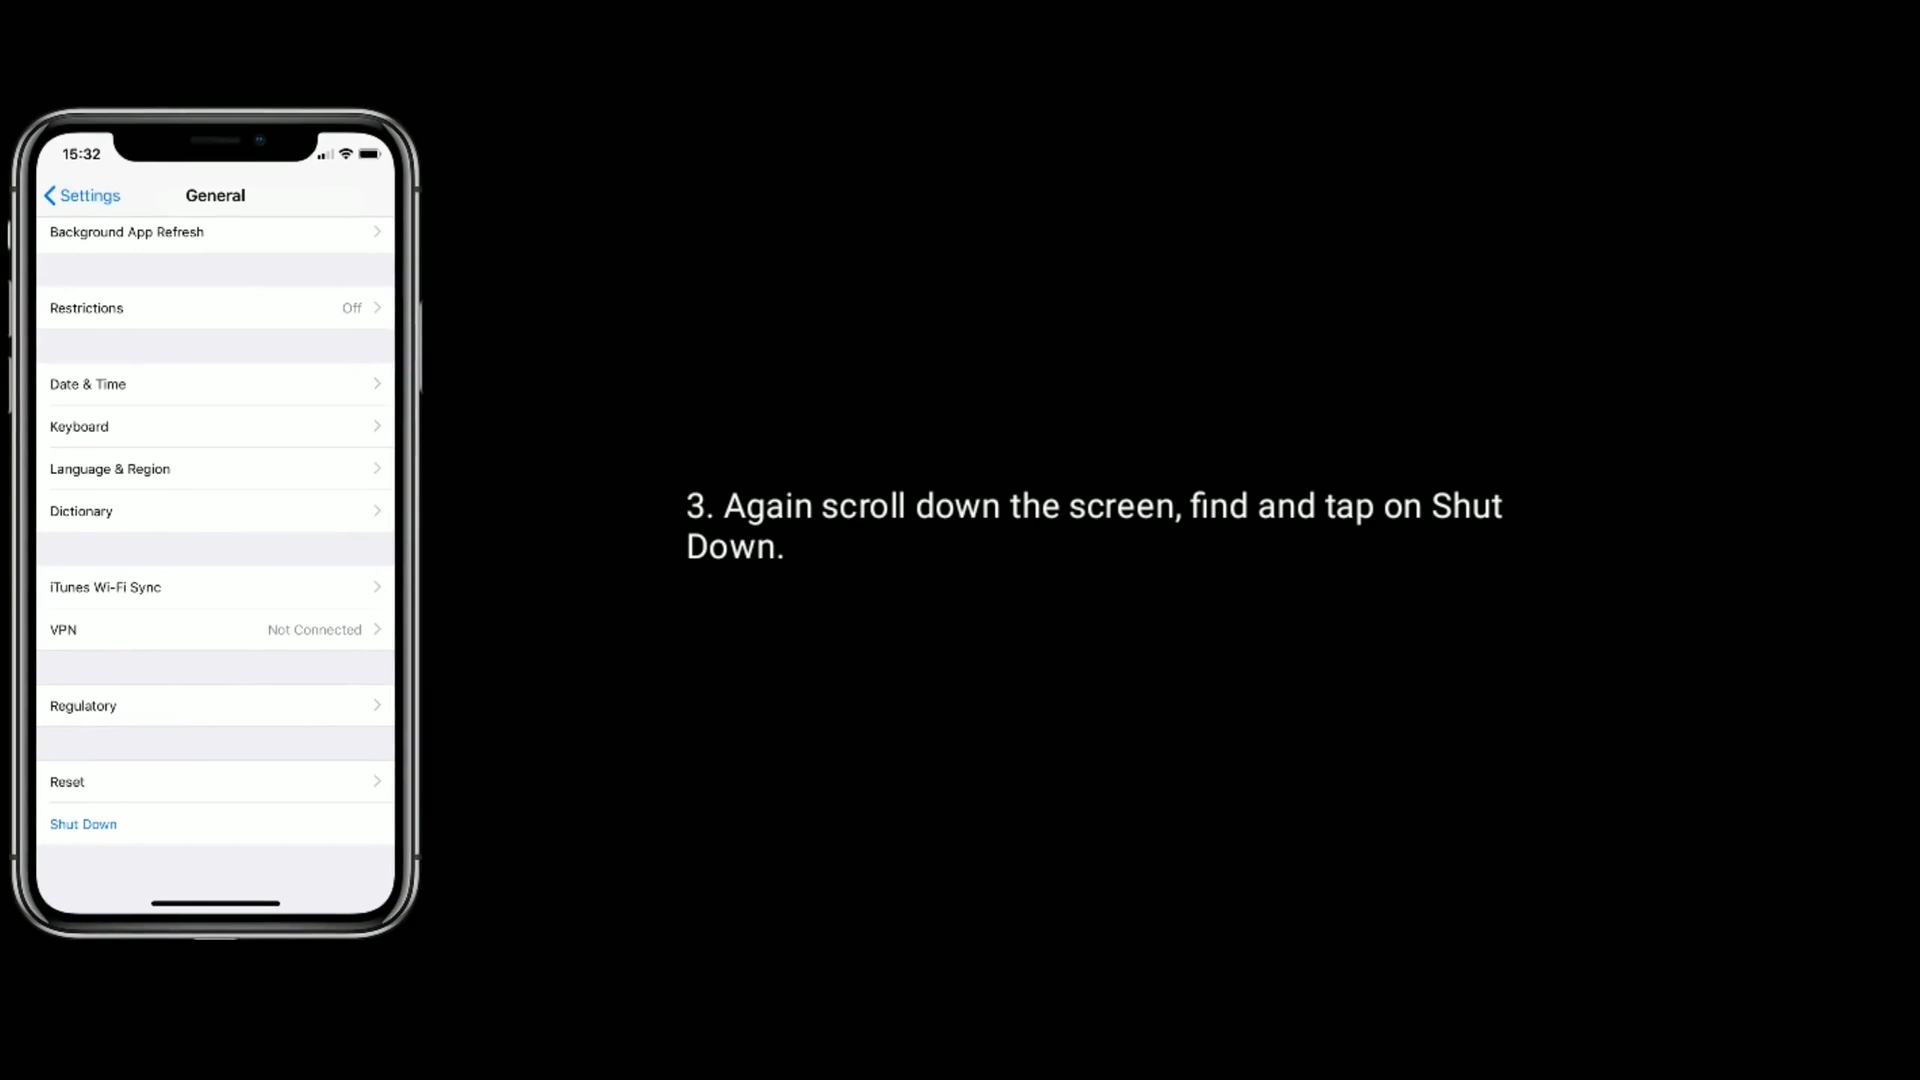 15:32
Settings
General
Background App Refresh
Restrictions Off
Date & Time
Keyboard
Language & Region
Dictionary
iTunes Wi-Fi Sync
VPN Not Connected
Regulatory
Reset
Shut Down
3. Again scroll down the screen, find and tap on Shut
Down.